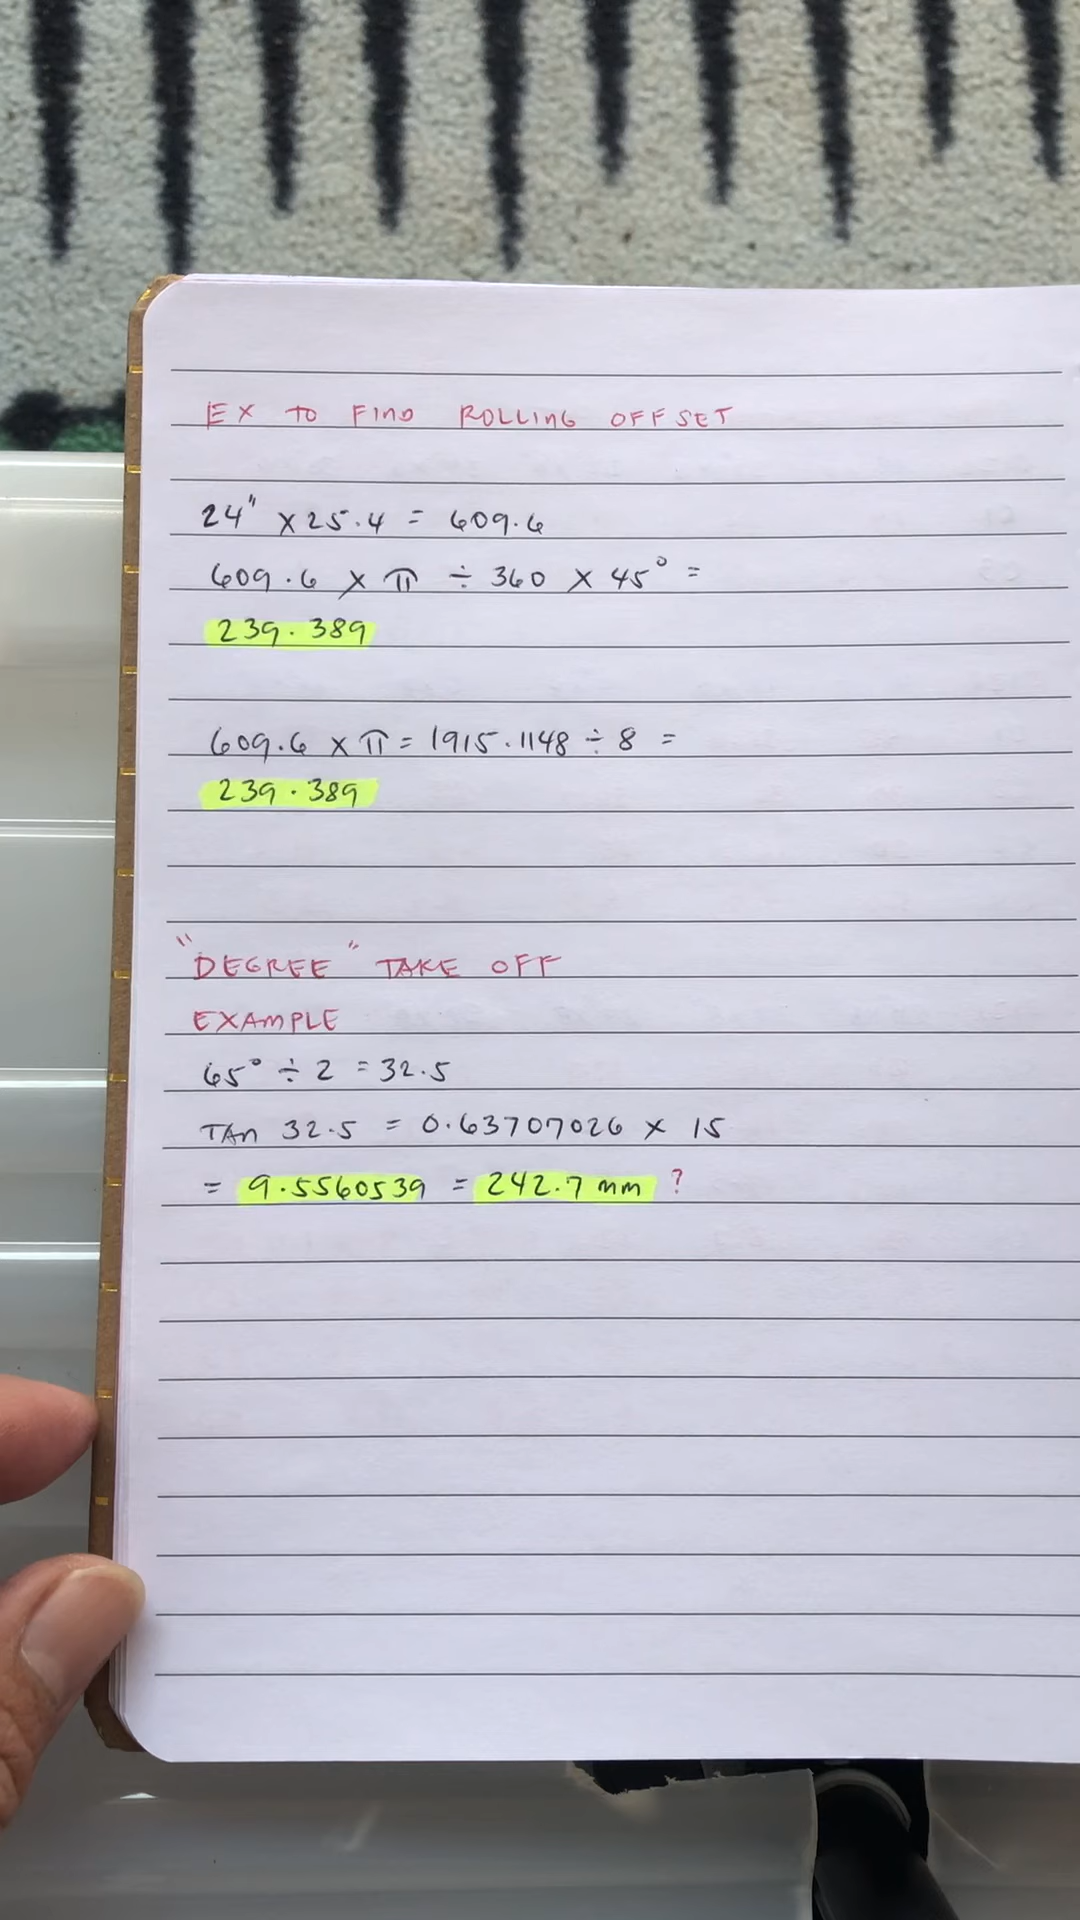 EX TO FIND ROLLING OFFSET
24" x 25.4 = 609.6
609.6 x π ÷ 360 x 45° =
239.389
609.6 x π = 1915.1148 ÷ 8 =
239.389
"DEGREE" TAKE OFF
EXAMPLE
65° ÷ 2 = 32.5
TAN 32.5 = 0.63707026 x 15
= 9.5560539 = 242.7 mm ?